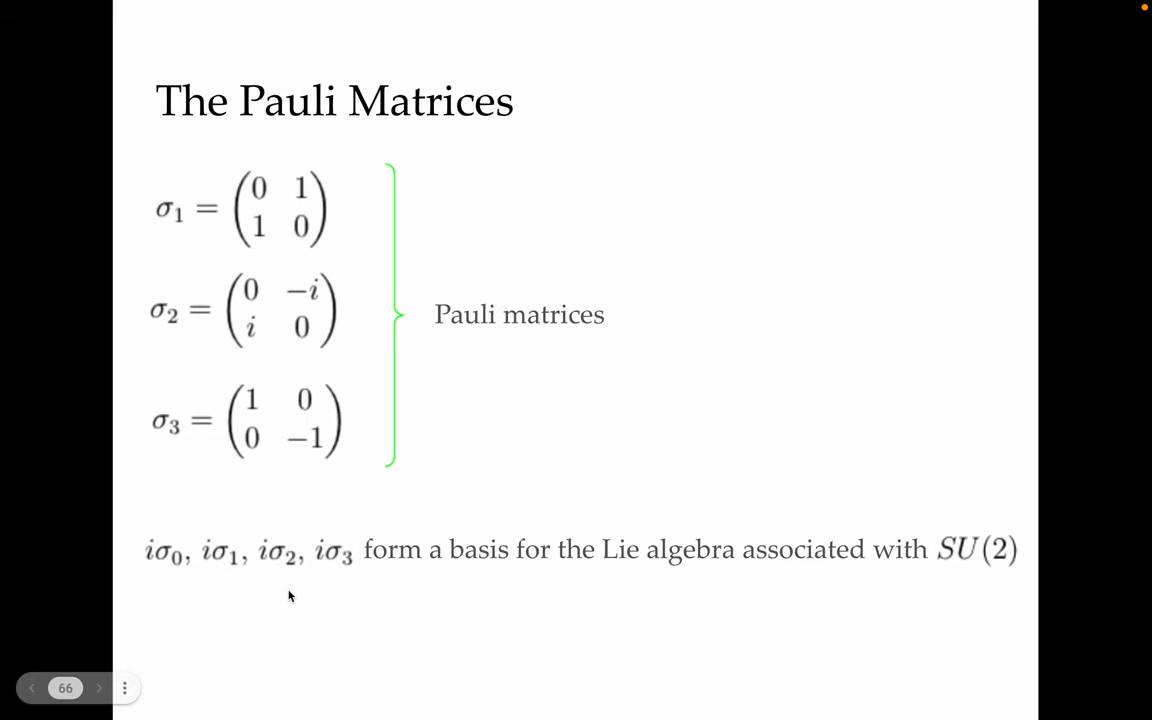 The Pauli Matrices
σ₁ = (0 1
1 0)
σ₂ = (0 −i
i 0)
Pauli matrices
σ₃ = (1 0
0 −1)
iσ₀, iσ₁, iσ₂, iσ₃ form a basis for the Lie algebra associated with SU(2)
66